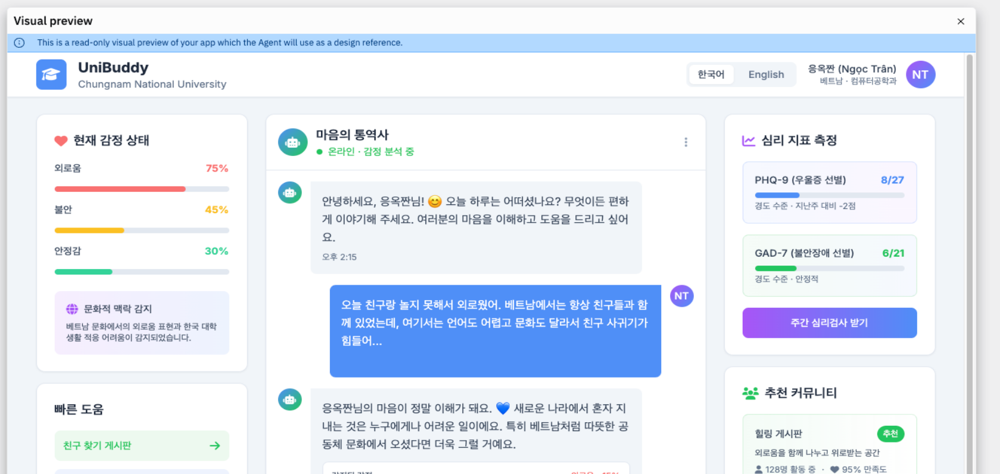 Visual preview
This is a read-only visual preview of your app which the Agent will use as a design reference.
UniBuddy
Chungnam National University
한국어
English
응옥짠 (Ngọc Trân)
베트남 · 컴퓨터공학과
NT
현재 감정 상태
외로움 75%
불안 45%
안정감 30%
문화적 맥락 감지
베트남 문화에서의 외로움 표현과 한국 대학
생활 적응 어려움이 감지되었습니다.
빠른 도움
친구 찾기 게시판
마음의 통역사
온라인 · 감정 분석 중
안녕하세요, 응옥짠님! 😊 오늘 하루는 어떠셨나요? 무엇이든 편하
게 이야기해 주세요. 여러분의 마음을 이해하고 도움을 드리고 싶어
요.
오후 2:15
오늘 친구랑 놀지 못해서 외로웠어. 베트남에서는 항상 친구들과 함
께 있었는데, 여기서는 언어도 어렵고 문화도 달라서 친구 사귀기가
힘들어...
NT
응옥짠님의 마음이 정말 이해가 돼요. 💙 새로운 나라에서 혼자 지
내는 것은 누구에게나 어려운 일이에요. 특히 베트남처럼 따뜻한 공
동체 문화에서 오셨다면 더욱 그럴 거예요.
심리 지표 측정
PHQ-9 (우울증 선별) 8/27
경도 수준 · 지난주 대비 -2점
GAD-7 (불안장애 선별) 6/21
경도 수준 · 안정적
주간 심리검사 받기
추천 커뮤니티
힐링 게시판 추천
외로움을 함께 나누고 위로받는 공간
128명 활동 중 · 95% 만족도